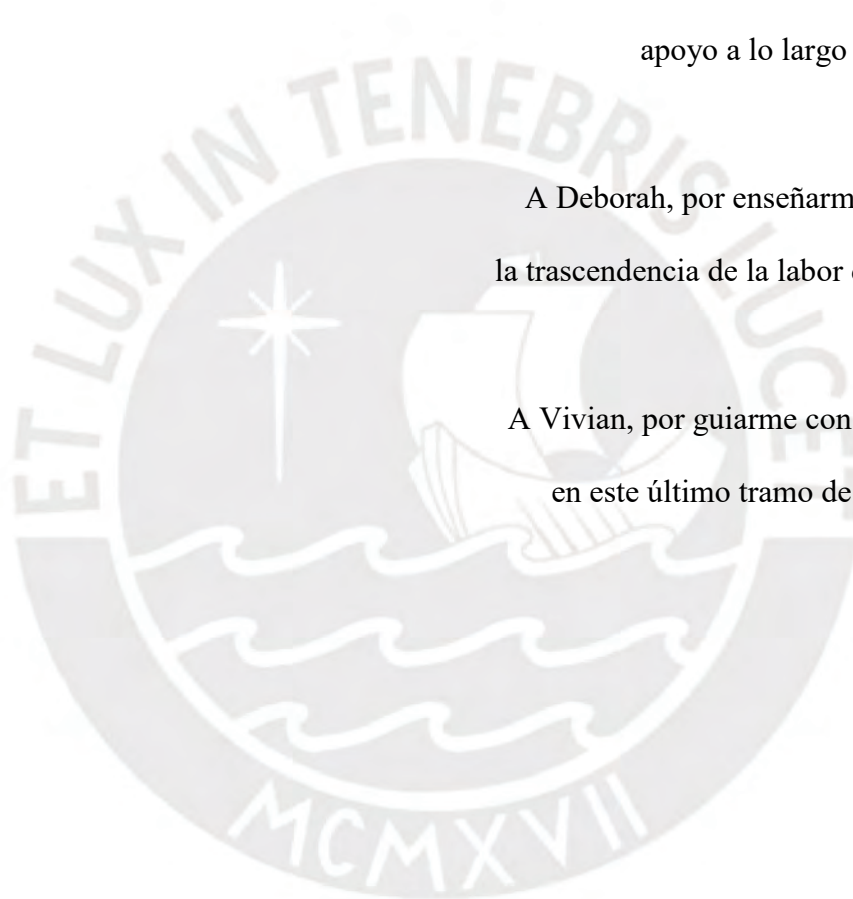 apoyo a lo largo
A Deborah, por enseñarm
la trascendencia de la labor
A Vivian, por guiarme con
en este último tramo de
ET LUX IN TENEBRIS LUCET
MCMXVII